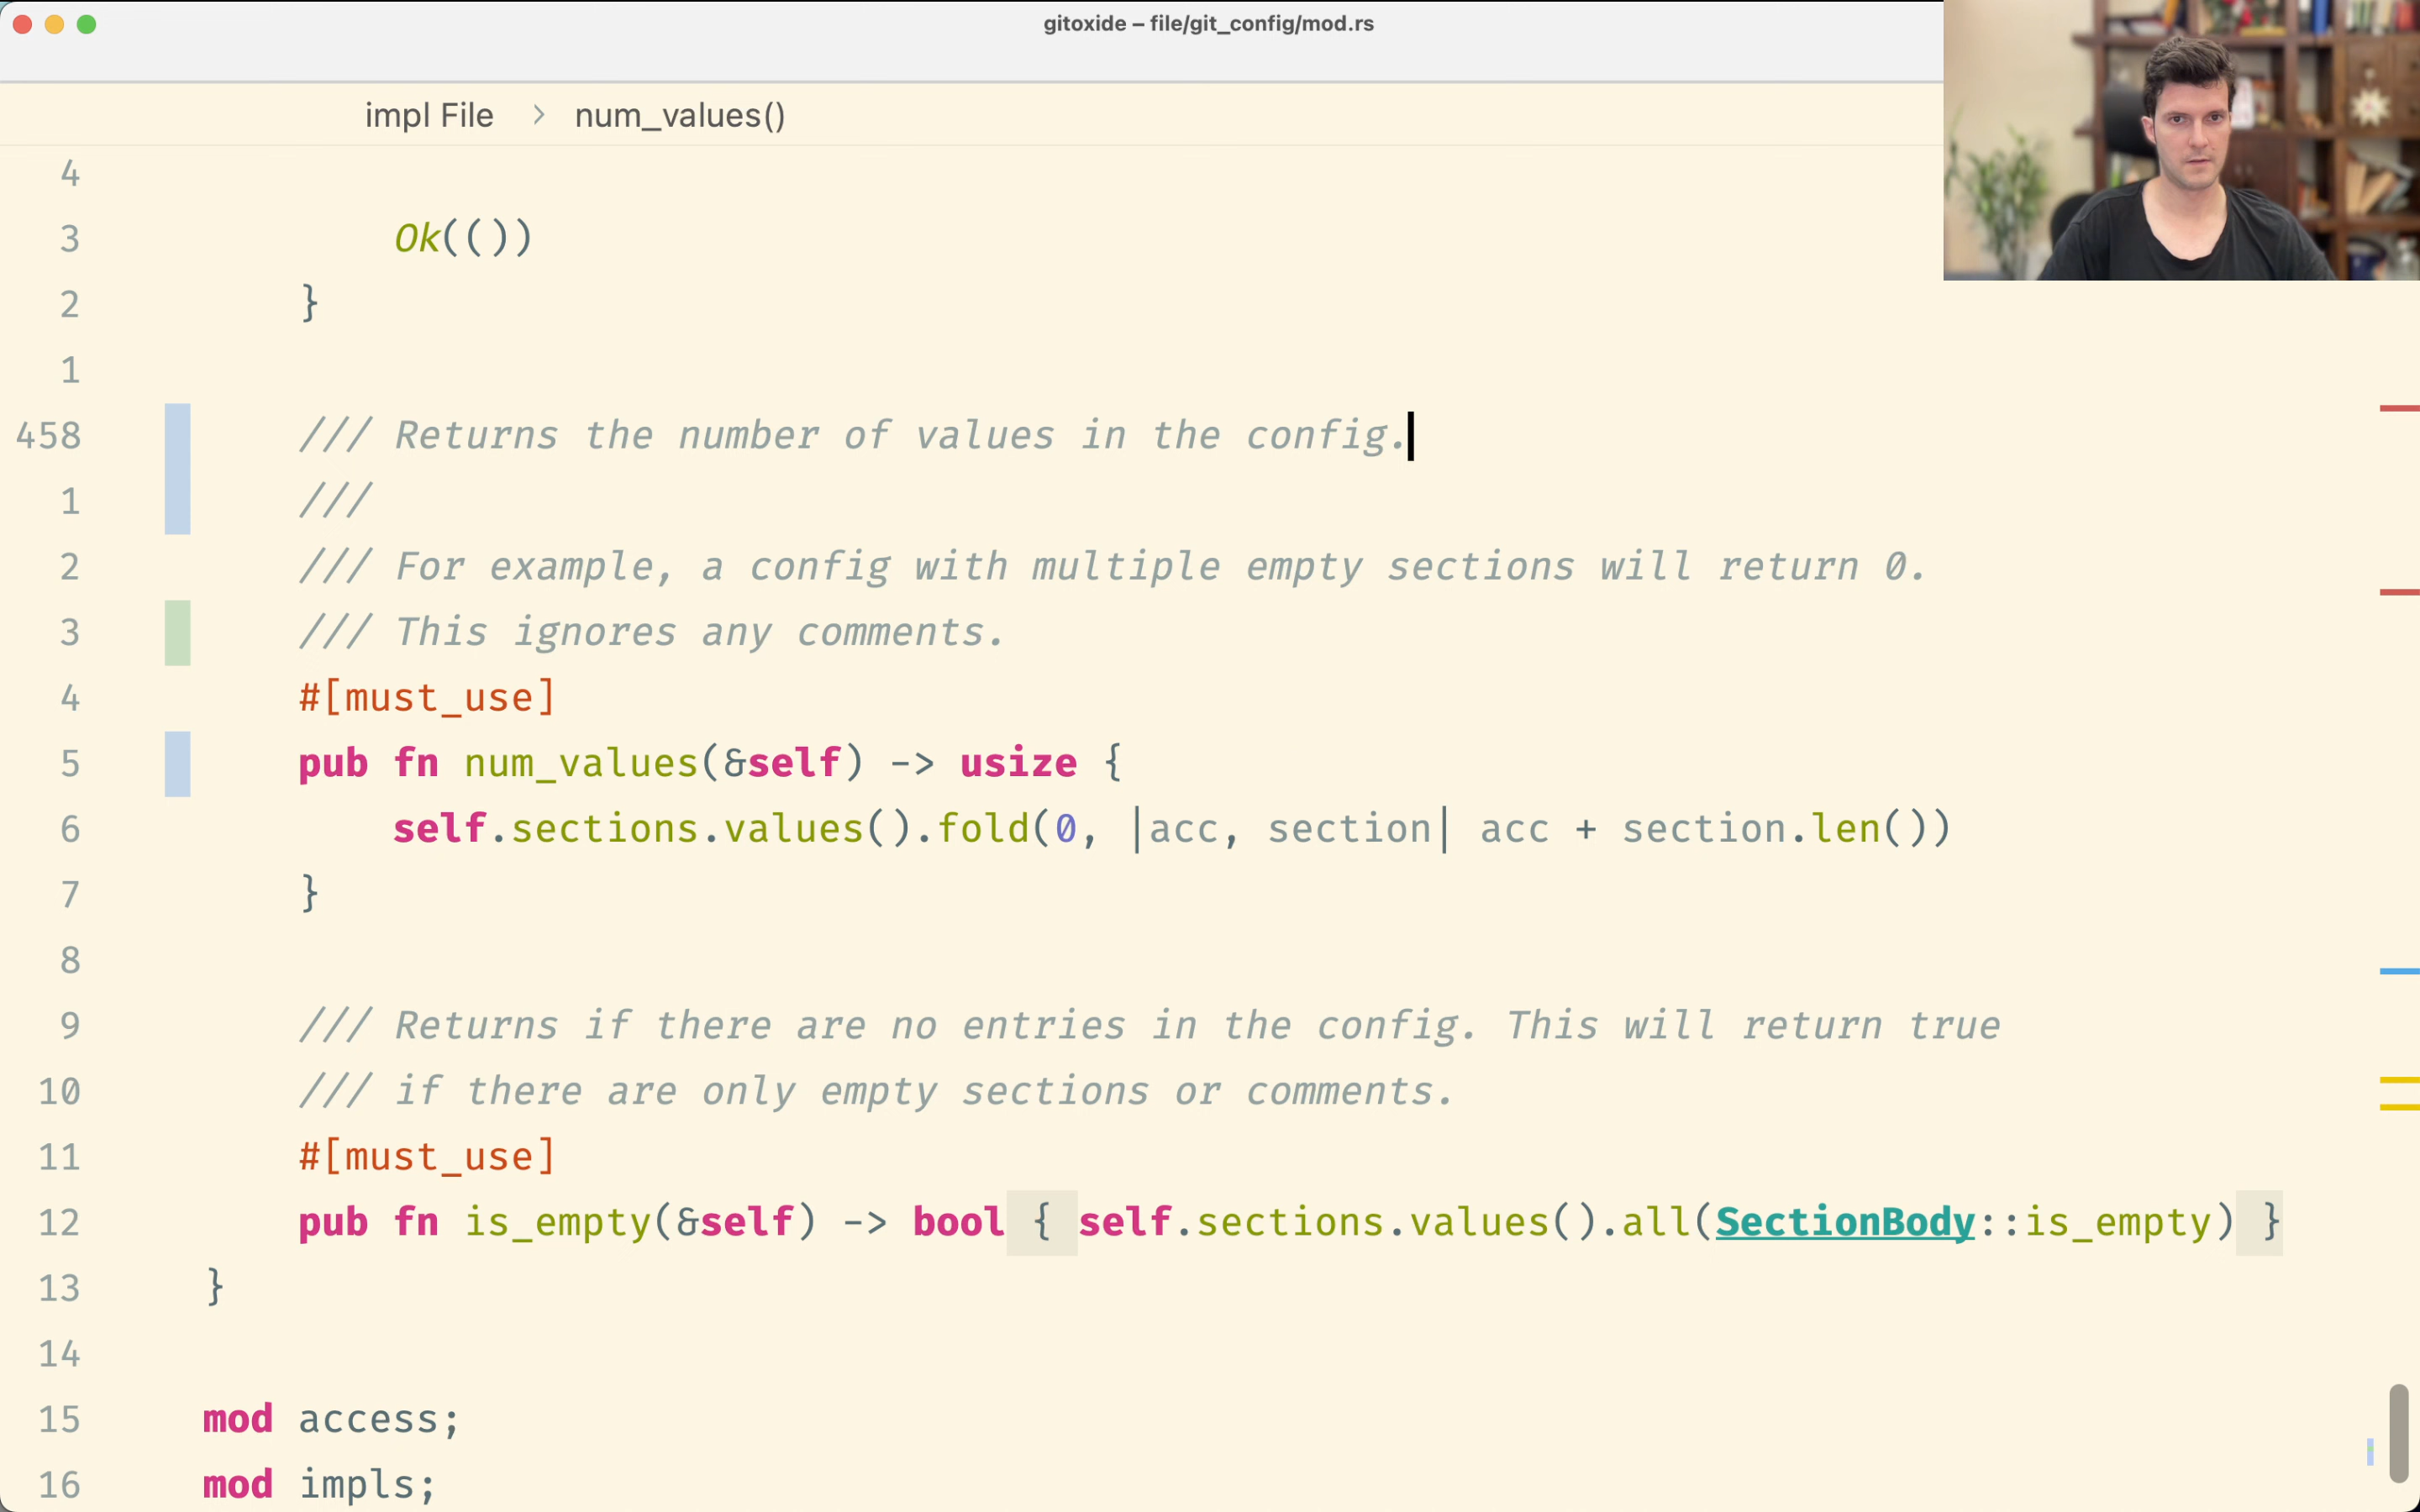 gitoxide – file/git_config/mod.rs
impl File > num_values()
4
3 Ok(())
2 }
1
458 /// Returns the number of values in the config.
1 ///
2 /// For example, a config with multiple empty sections will return 0.
3 /// This ignores any comments.
4 #[must_use]
5 pub fn num_values(&self) -> usize {
6 self.sections.values().fold(0, |acc, section| acc + section.len())
7 }
8
9 /// Returns if there are no entries in the config. This will return true
10 /// if there are only empty sections or comments.
11 #[must_use]
12 pub fn is_empty(&self) -> bool { self.sections.values().all(SectionBody::is_empty) }
13 }
14
15 mod access;
16 mod impls;